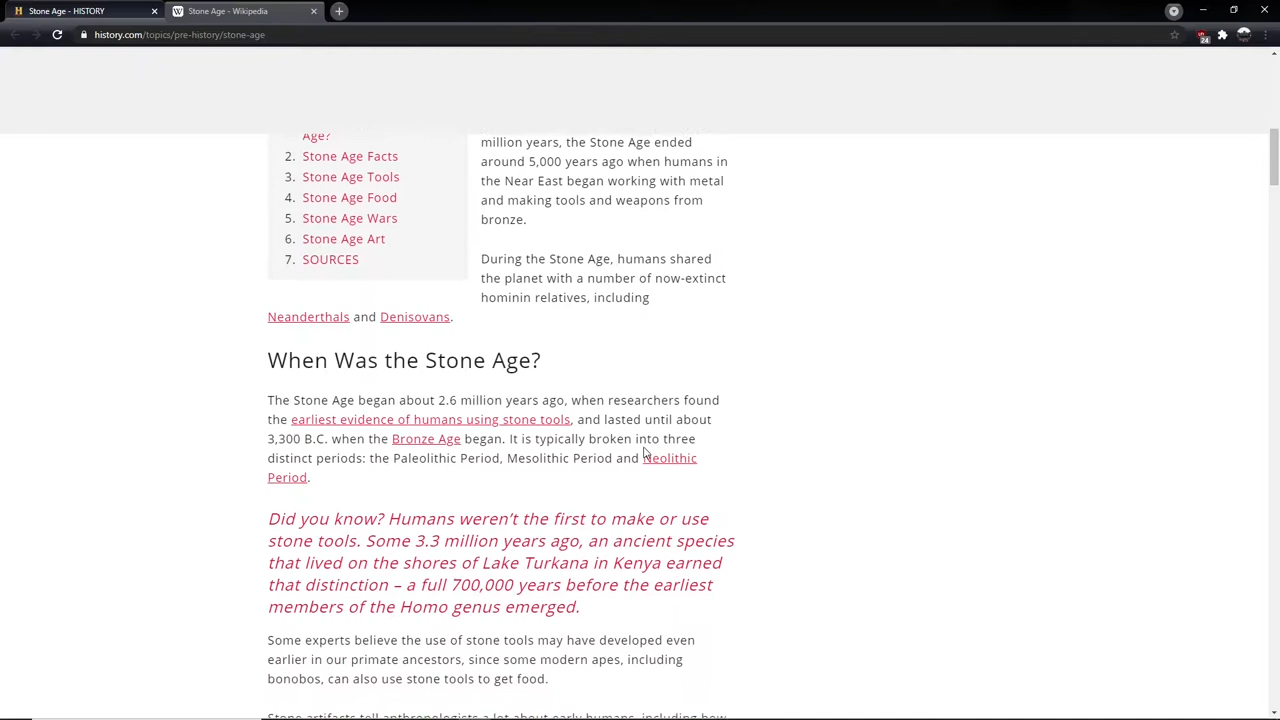 Stone Age - HISTORY
Stone Age - Wikipedia
history.com/topics/pre-history/stone-age
24
Age?
2. Stone Age Facts
3. Stone Age Tools
4. Stone Age Food
5. Stone Age Wars
6. Stone Age Art
7. SOURCES
million years, the Stone Age ended
around 5,000 years ago when humans in
the Near East began working with metal
and making tools and weapons from
bronze.
During the Stone Age, humans shared
the planet with a number of now-extinct
hominin relatives, including
Neanderthals and Denisovans.
When Was the Stone Age?
The Stone Age began about 2.6 million years ago, when researchers found
the earliest evidence of humans using stone tools, and lasted until about
3,300 B.C. when the Bronze Age began. It is typically broken into three
distinct periods: the Paleolithic Period, Mesolithic Period and Neolithic
Period.
Did you know? Humans weren't the first to make or use
stone tools. Some 3.3 million years ago, an ancient species
that lived on the shores of Lake Turkana in Kenya earned
that distinction – a full 700,000 years before the earliest
members of the Homo genus emerged.
Some experts believe the use of stone tools may have developed even
earlier in our primate ancestors, since some modern apes, including
bonobos, can also use stone tools to get food.
Stone artifacts tell anthropologists a lot about early humans, including how